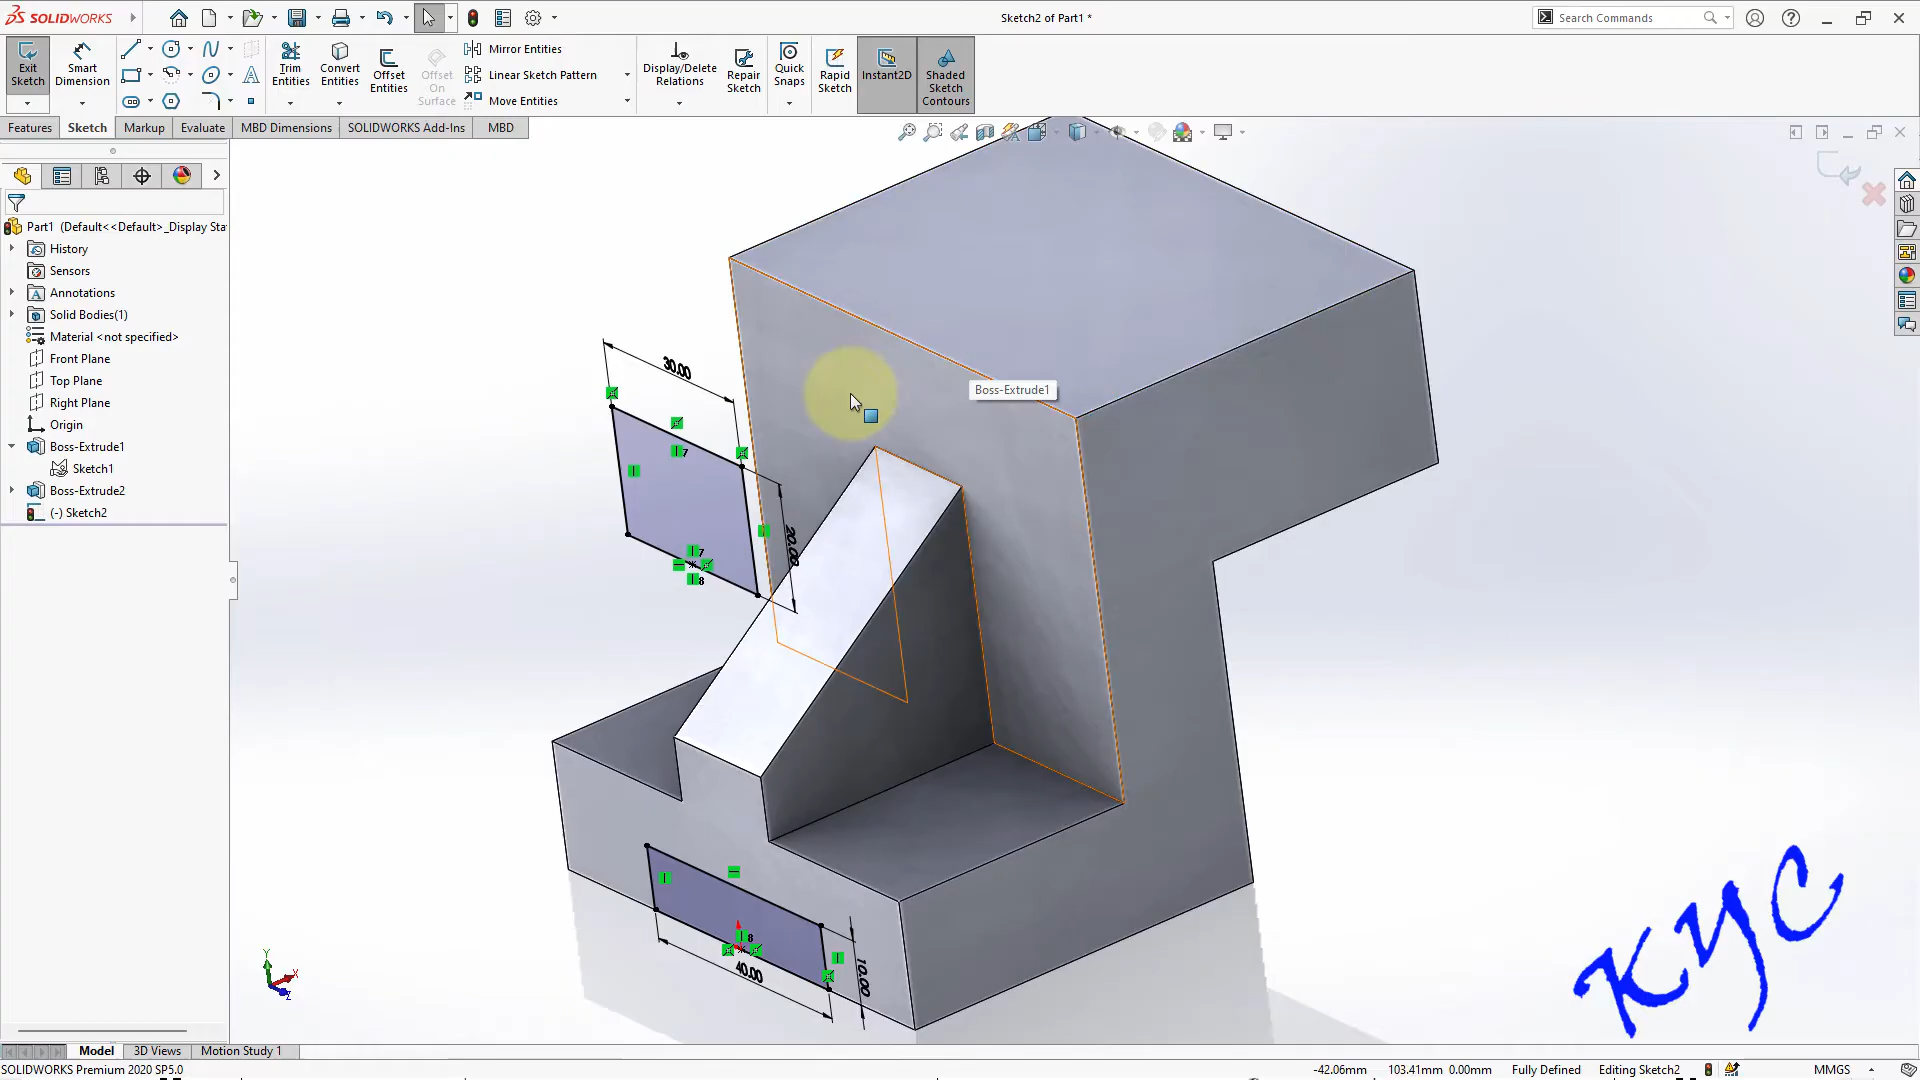 SOLIDWORKS
Sketch2 of Part1 *
Search Commands
Exit Sketch
Smart Dimension
Trim Entities
Convert Entities
Offset Entities
Offset On Surface
Mirror Entities
Linear Sketch Pattern
Move Entities
Display/Delete Relations
Repair Sketch
Quick Snaps
Rapid Sketch
Instant2D
Shaded Sketch Contours
Features
Sketch
Markup
Evaluate
MBD Dimensions
SOLIDWORKS Add-Ins
MBD
Part1 (Default<<Default>_Display Sta
History
Sensors
Annotations
Solid Bodies(1)
Material <not specified>
Front Plane
Top Plane
Right Plane
Origin
Boss-Extrude1
Sketch1
Boss-Extrude2
(-) Sketch2
30.00
Boss-Extrude1
7
20.00
7
8
8
40.00
10.00
Y
X
Z
KYC
Model
3D Views
Motion Study 1
SOLIDWORKS Premium 2020 SP5.0
-42.06mm
103.41mm
0.00mm
Fully Defined
Editing Sketch2
MMGS